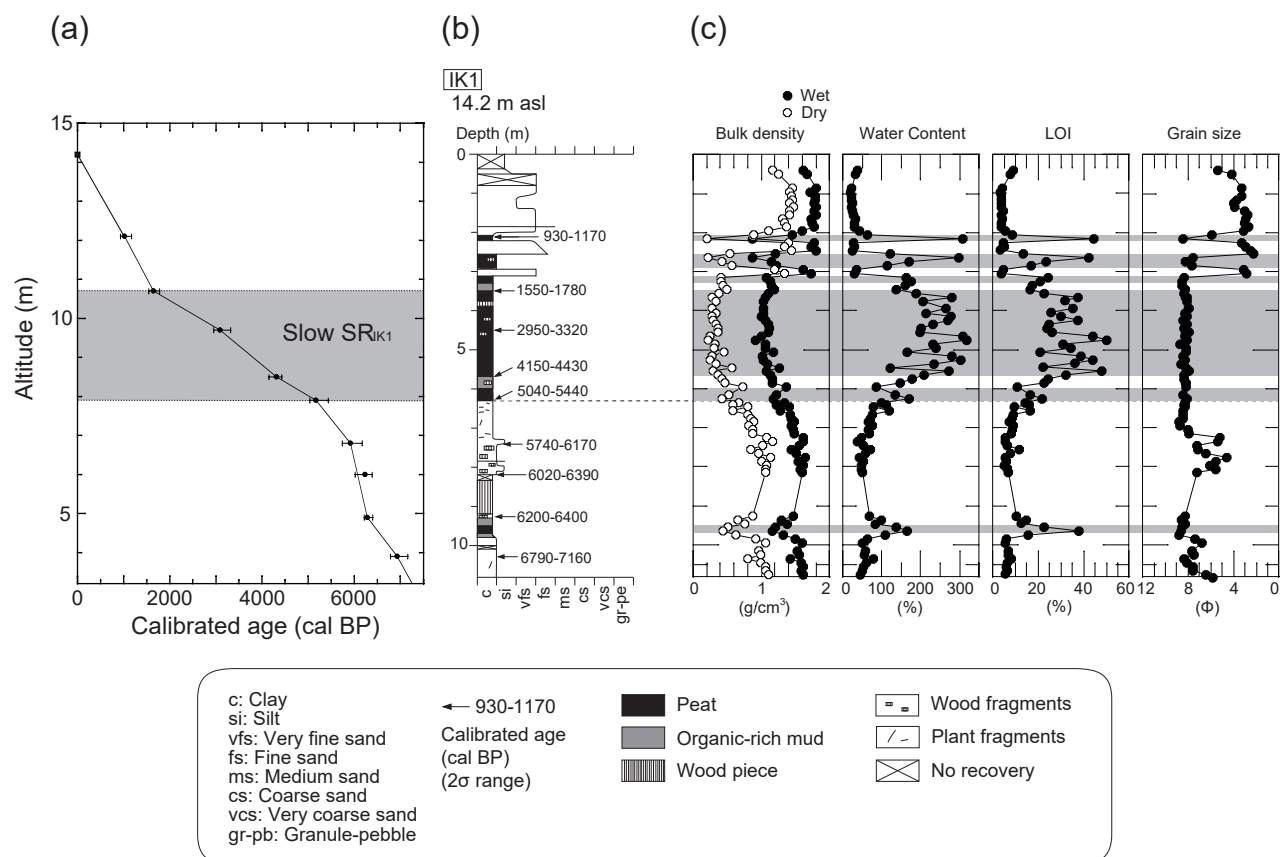 (a)
(b)
(c)
IK1
14.2 m asl
Wet
Dry
Depth (m)
Bulk density
Water Content
LOI
Grain size
15
10
5
Altitude (m)
Slow SRIK1
0
2000
4000
6000
Calibrated age (cal BP)
0
5
10
930-1170
1550-1780
2950-3320
4150-4430
5040-5440
5740-6170
6020-6390
6200-6400
6790-7160
c
si
vfs
fs
ms
cs
vcs
gr-pe
0 1 2
(g/cm3)
0 100 200 300
(%)
0 20 40 60
(%)
12 8 4 0
(Φ)
c: Clay
si: Silt
vfs: Very fine sand
fs: Fine sand
ms: Medium sand
cs: Coarse sand
vcs: Very coarse sand
gr-pb: Granule-pebble
930-1170
Calibrated age
(cal BP)
(2σ range)
Peat
Organic-rich mud
Wood piece
Wood fragments
Plant fragments
No recovery